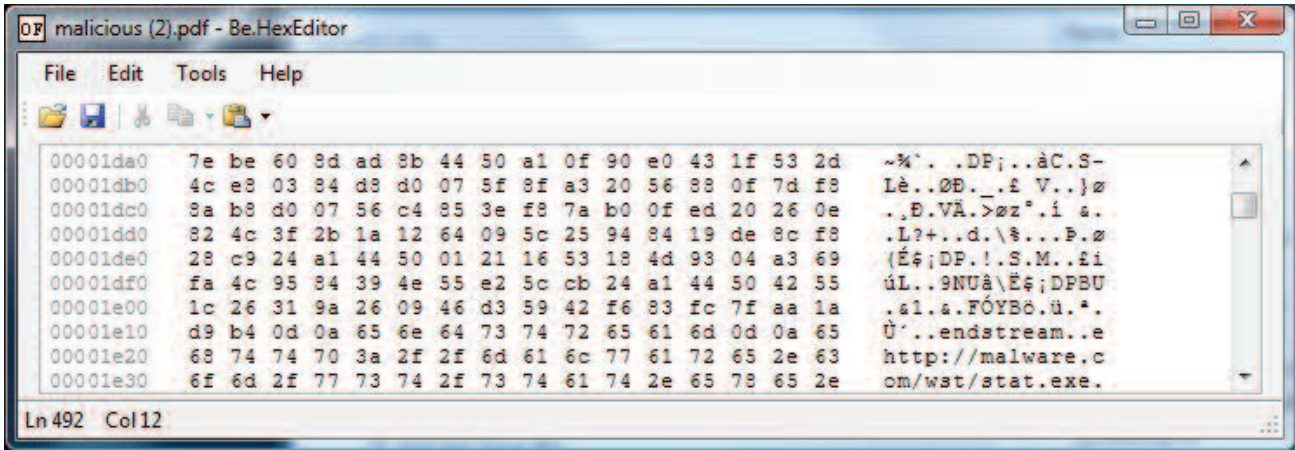 OF malicious (2).pdf - Be.HexEditor
File Edit Tools Help
00001da0 7e be 60 8d ad 8b 44 50 a1 0f 90 e0 43 1f 53 2d ~¾`. .DP¡..àC.S-
00001db0 4c e8 03 84 d8 d0 07 5f 8f a3 20 56 88 0f 7d f8 Lè..ØÐ._.£ V..}ø
00001dc0 8a b8 d0 07 56 c4 85 3e f8 7a b0 0f ed 20 26 0e .¸Ð.VÄ.>øz°.í &.
00001dd0 82 4c 3f 2b 1a 12 64 09 5c 25 94 84 19 de 8c f8 .L?+..d.\%...Þ.ø
00001de0 28 c9 24 a1 44 50 01 21 16 53 18 4d 93 04 a3 69 (É$¡DP.!.S.M..£i
00001df0 fa 4c 95 84 39 4e 55 e2 5c cb 24 a1 44 50 42 55 úL..9NUâ\Ë$¡DPBU
00001e00 1c 26 31 9a 26 09 46 d3 59 42 f6 83 fc 7f aa 1a .&1.&.FÓYBö.ü.ª.
00001e10 d9 b4 0d 0a 65 6e 64 73 74 72 65 61 6d 0d 0a 65 Ù´..endstream..e
00001e20 68 74 74 70 3a 2f 2f 6d 61 6c 77 61 72 65 2e 63 http://malware.c
00001e30 6f 6d 2f 77 73 74 2f 73 74 61 74 2e 65 78 65 2e om/wst/stat.exe.
Ln 492 Col 12